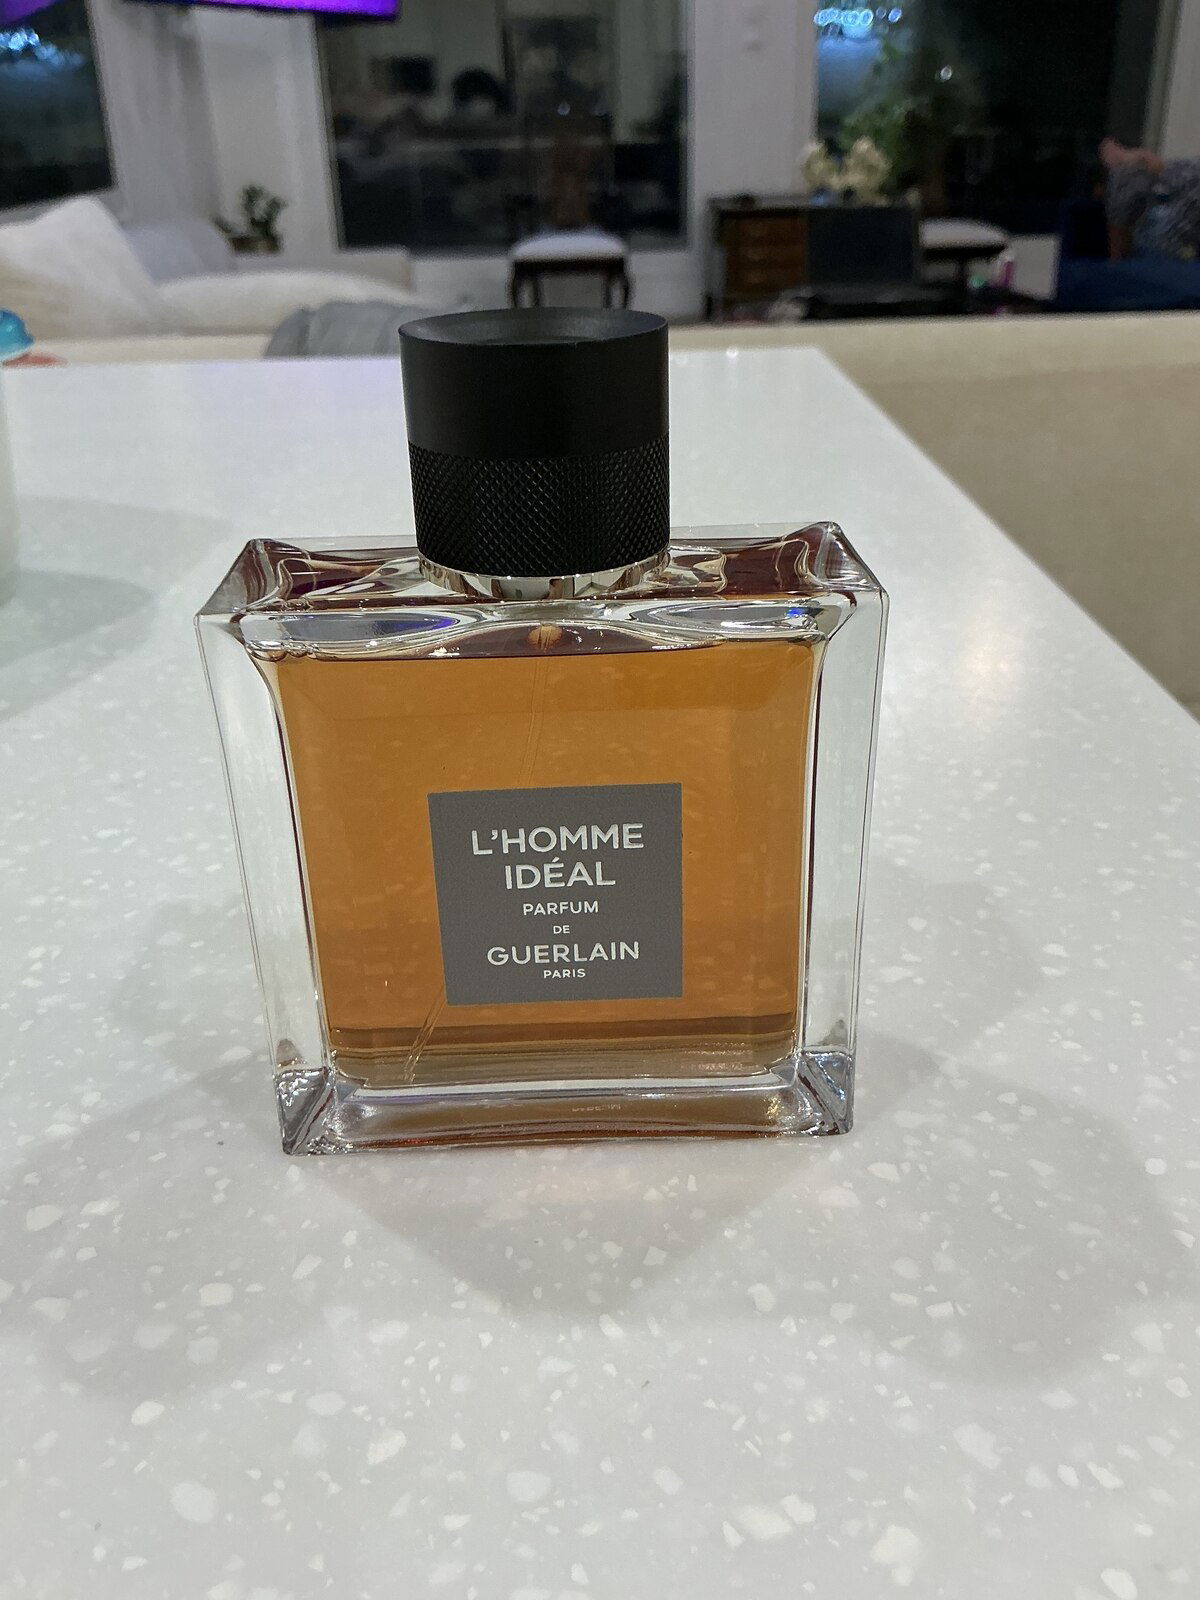 L'HOMME
IDÉAL
PARFUM
DE
GUERLAIN
PARIS